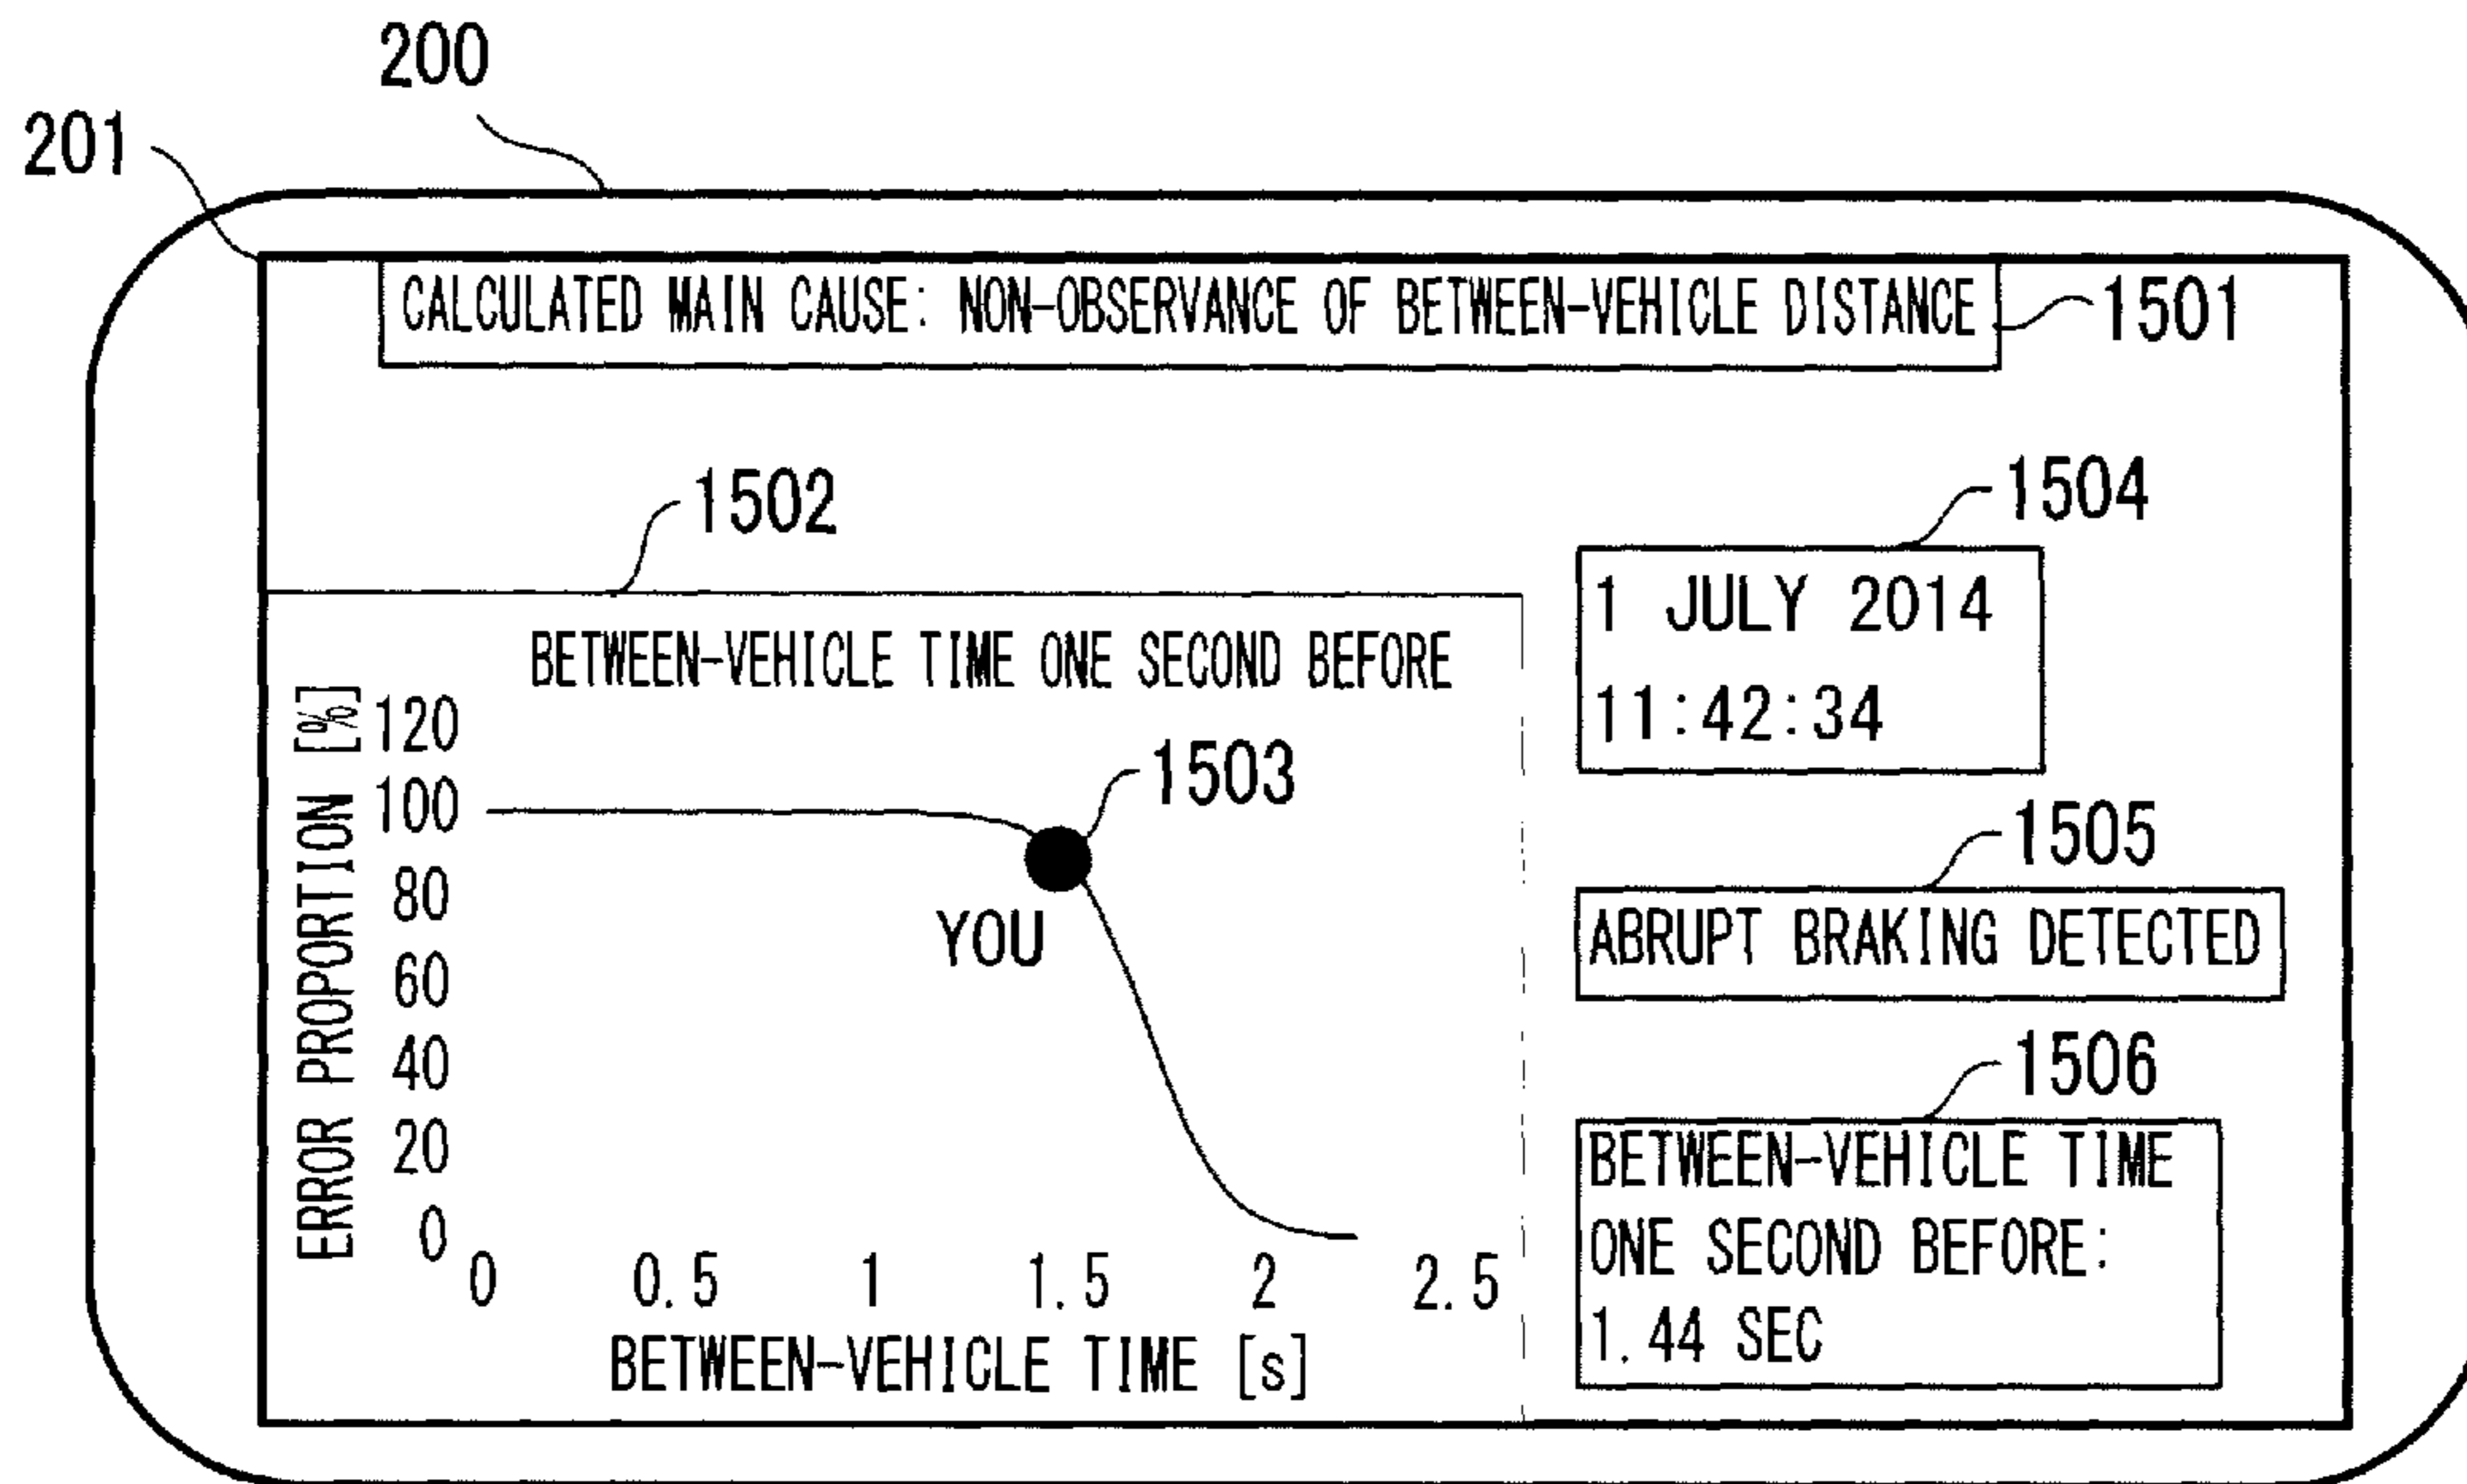 200
201
CALCULATED MAIN CAUSE: NON-OBSERVANCE OF BETWEEN-VEHICLE DISTANCE
1501
1502
BETWEEN-VEHICLE TIME ONE SECOND BEFORE
ERROR PROPORTION [%]
120
100
80
60
40
20
0
1503
YOU
0 0.5 1 1.5 2 2.5
BETWEEN-VEHICLE TIME [s]
1504
1 JULY 2014
11:42:34
1505
ABRUPT BRAKING DETECTED
1506
BETWEEN-VEHICLE TIME
ONE SECOND BEFORE:
1.44 SEC